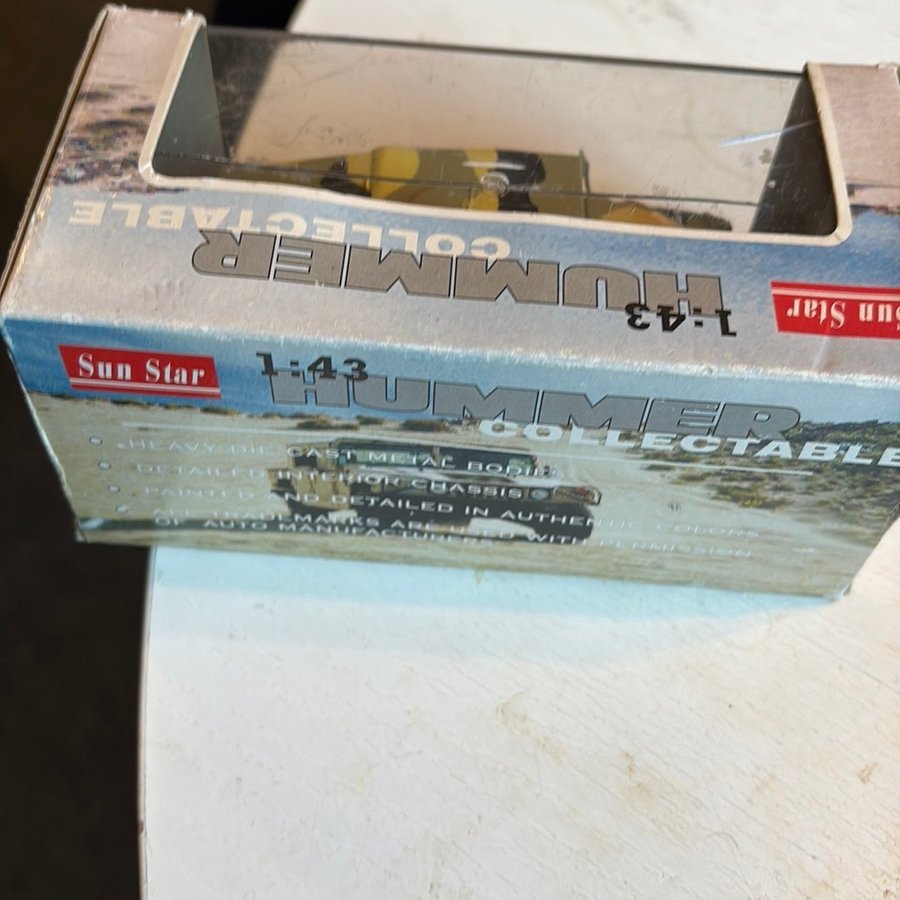 COLLECTABLE
HUMMER
1:43
Sun Star
Sun Star
1:43
HUMMER
COLLECTABLE
HEAVY DIE CAST METAL BODIES
DETAILED INTERIOR CHASSIS
PAINTED AND DETAILED IN AUTHENTIC COLORS
ALL TRADEMARKS ARE USED WITH PERMISSION
OF AUTO MANUFACTURERS